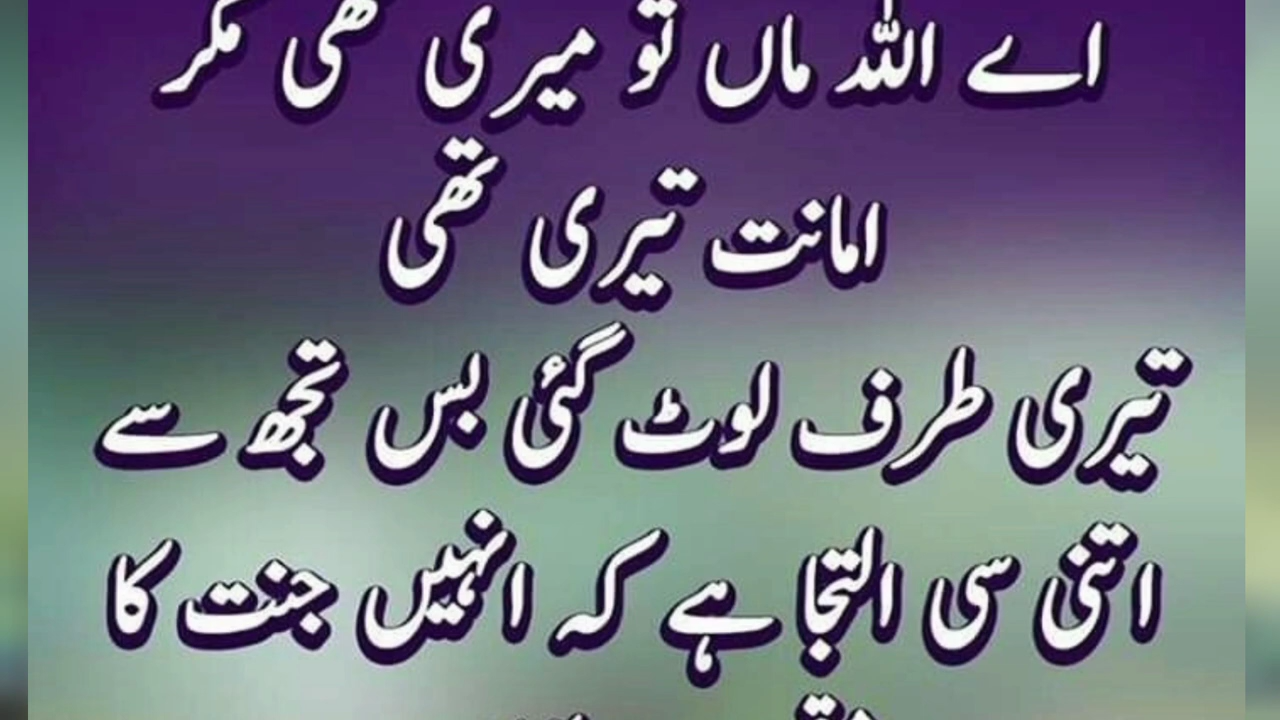 اے اللہ ماں تو میری تھی مگر
امانت تیری تھی
تیری طرف لوٹ گئی بس تجھ سے
اتنی سی التجا ہے کہ انہیں جنت کا